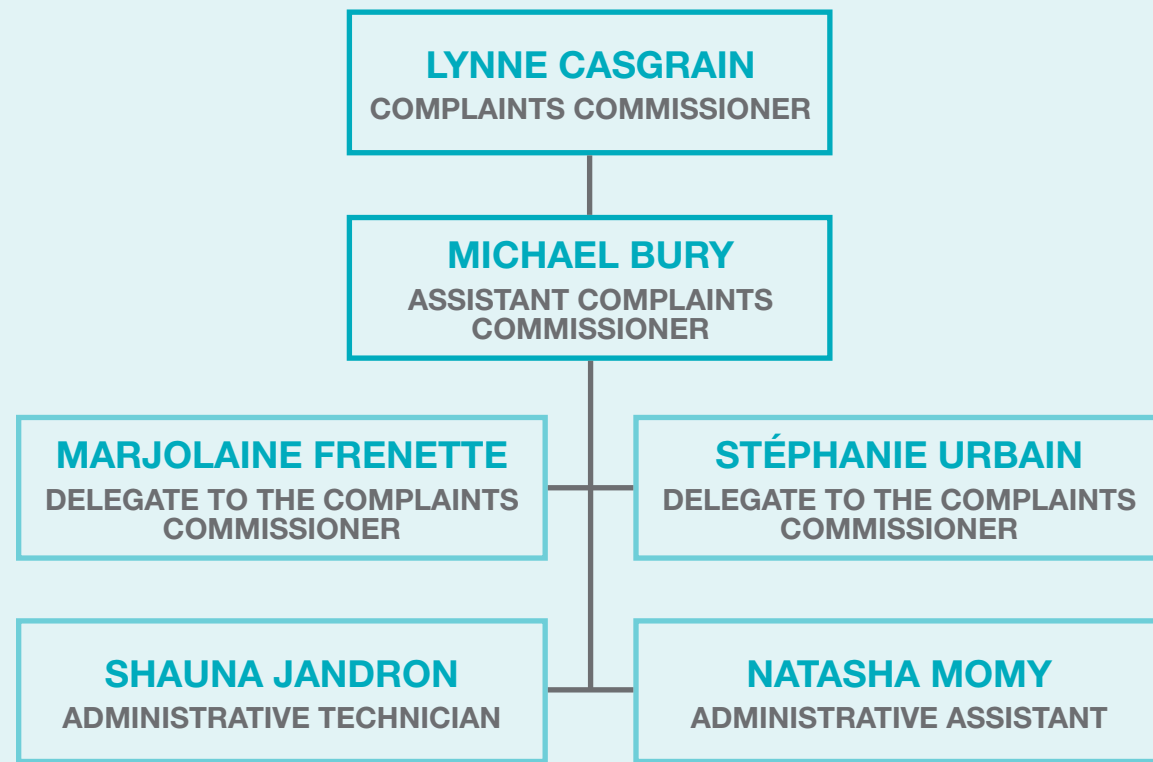 LYNNE CASGRAIN
COMPLAINTS COMMISSIONER
MICHAEL BURY
ASSISTANT COMPLAINTS
COMMISSIONER
MARJOLAINE FRENETTE
DELEGATE TO THE COMPLAINTS
COMMISSIONER
STÉPHANIE URBAIN
DELEGATE TO THE COMPLAINTS
COMMISSIONER
SHAUNA JANDRON
ADMINISTRATIVE TECHNICIAN
NATASHA MOMY
ADMINISTRATIVE ASSISTANT